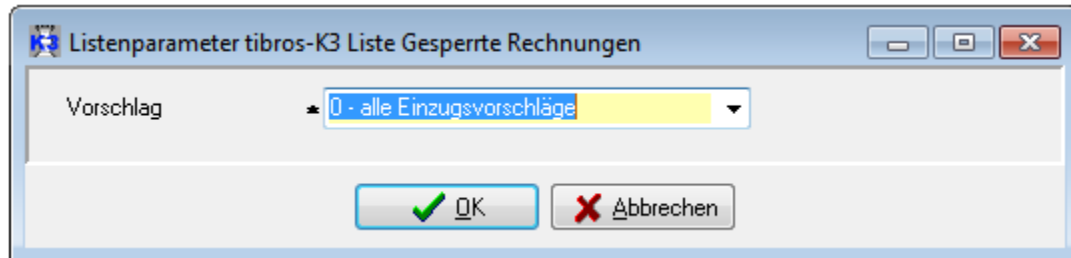 K3 Listenparameter tibros-K3 Liste Gesperrte Rechnungen
Vorschlag * 0 - alle Einzugsvorschläge
OK Abbrechen